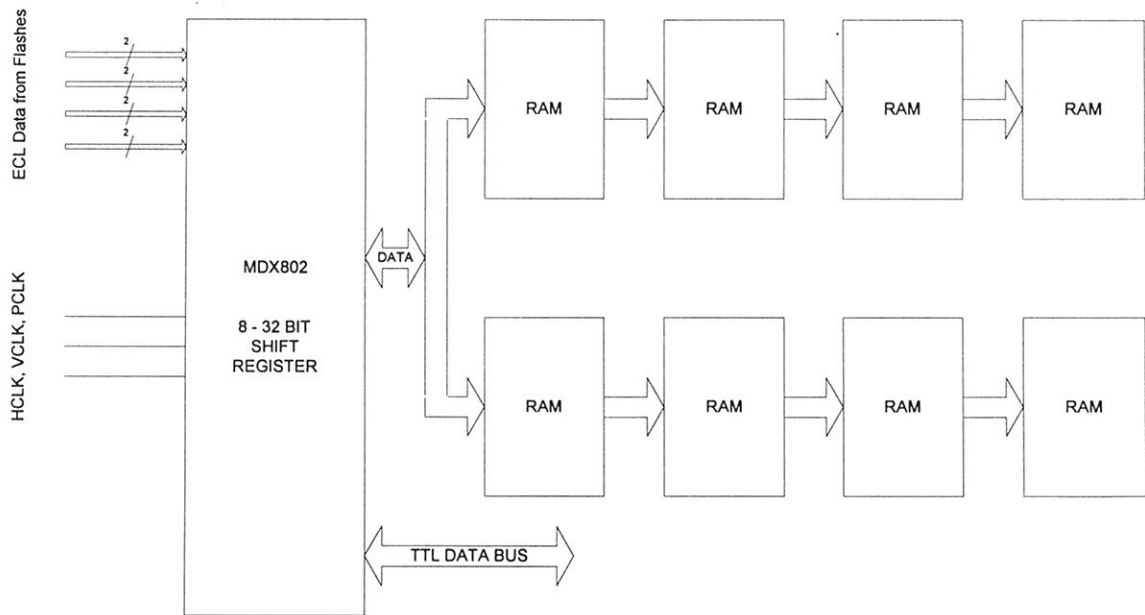 ECL Data from Flashes
2
2
2
2
HCLK, VCLK, PCLK
MDX802
8 - 32 BIT
SHIFT
REGISTER
DATA
RAM
RAM
RAM
RAM
RAM
RAM
RAM
RAM
TTL DATA BUS